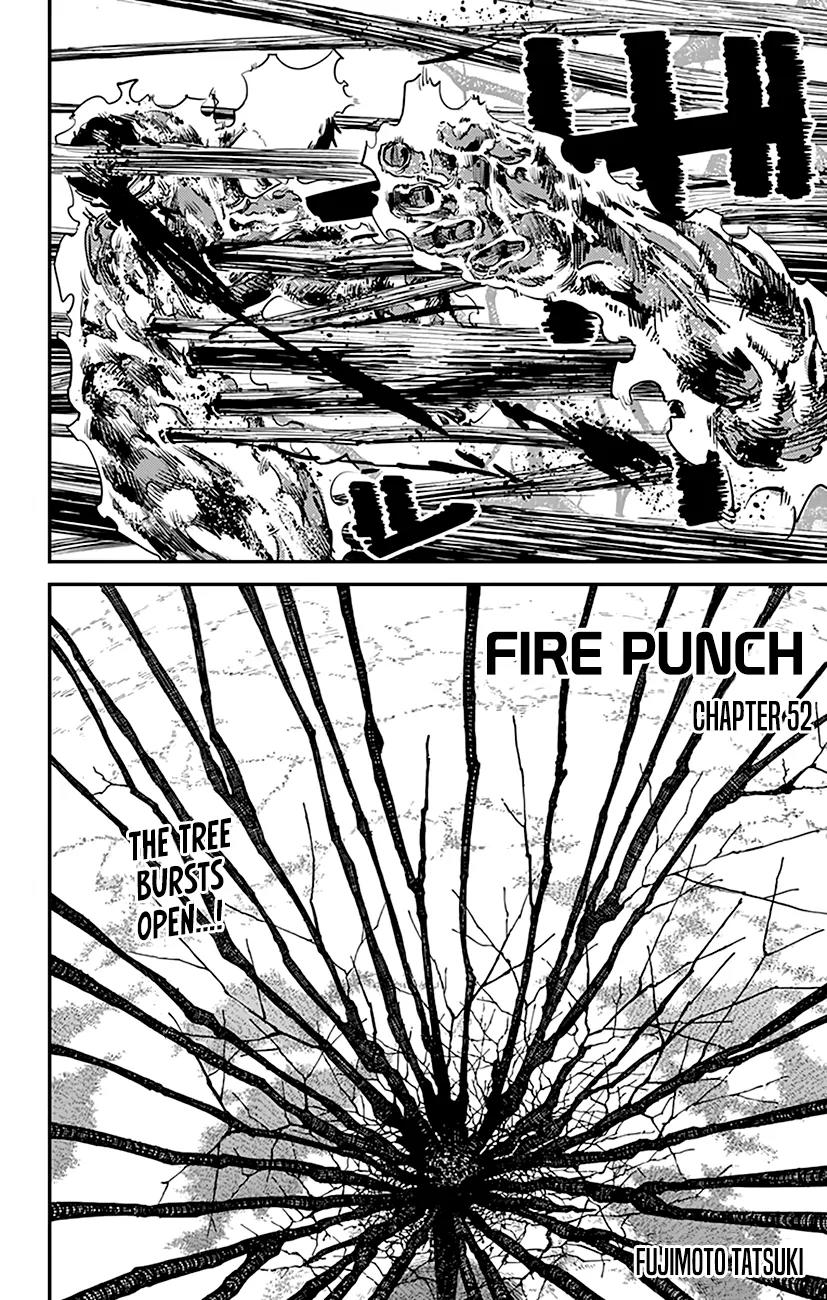 FIRE PUNCH
CHAPTER 52
THE TREE
BURSTS
OPEN...!
FUJIMOTO TATSUKI